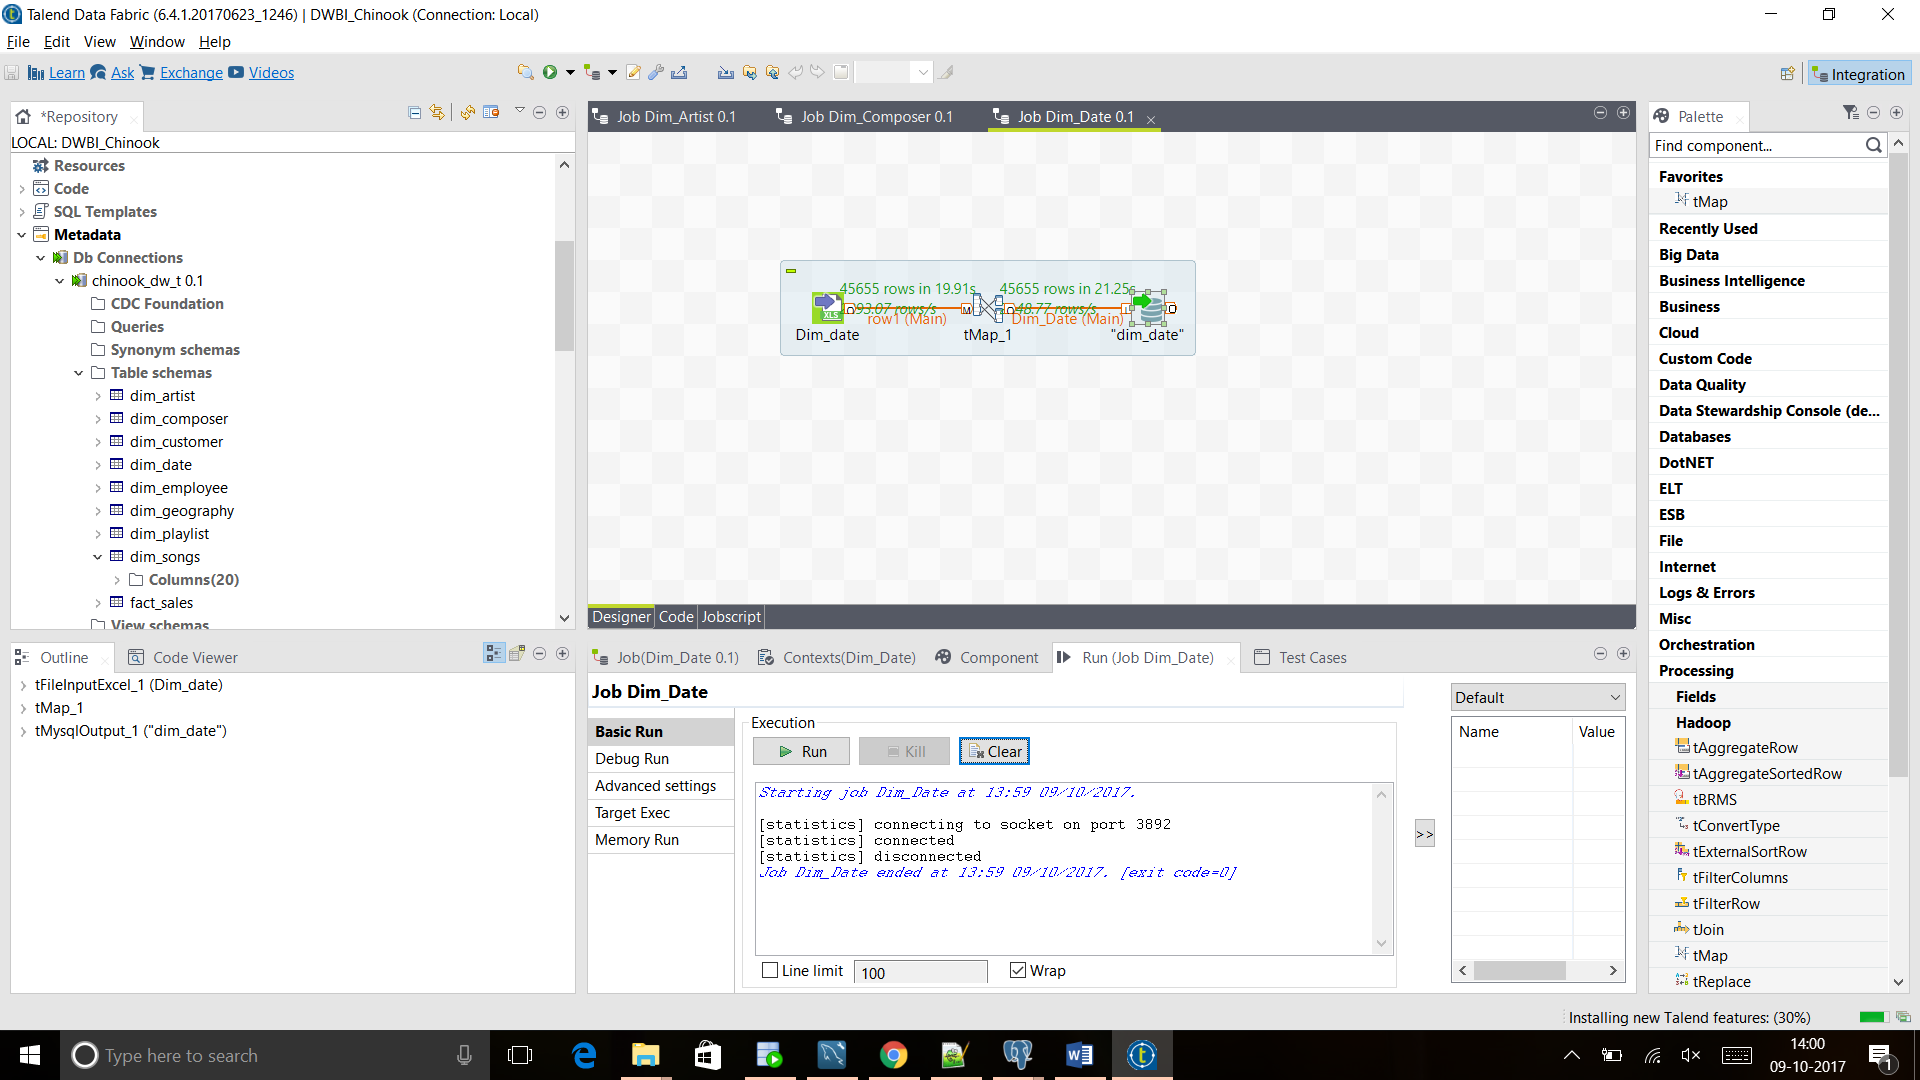 Talend Data Fabric (6.4.1.20170623_1246) | DWBI_Chinook (Connection: Local)
File Edit View Window Help
Learn Ask Exchange Videos
Integration
*Repository
LOCAL: DWBI_Chinook
Resources
Code
SQL Templates
Metadata
Db Connections
chinook_dw_t 0.1
CDC Foundation
Queries
Synonym schemas
Table schemas
dim_artist
dim_composer
dim_customer
dim_date
dim_employee
dim_geography
dim_playlist
dim_songs
Columns(20)
fact_sales
View schemas
Job Dim_Artist 0.1 Job Dim_Composer 0.1 Job Dim_Date 0.1
45655 rows in 19.91s 45655 rows in 21.25s
row1 (Main) Dim_Date (Main)
Dim_date tMap_1 "dim_date"
Designer Code Jobscript
Palette
Find component...
Favorites
tMap
Recently Used
Big Data
Business Intelligence
Business
Cloud
Custom Code
Data Quality
Data Stewardship Console (de...
Databases
DotNET
ELT
ESB
File
Internet
Logs & Errors
Misc
Orchestration
Processing
Fields
Hadoop
tAggregateRow
tAggregateSortedRow
tBRMS
tConvertType
tExternalSortRow
tFilterColumns
tFilterRow
tJoin
tMap
tReplace
Outline Code Viewer
tFileInputExcel_1 (Dim_date)
tMap_1
tMysqlOutput_1 ("dim_date")
Job(Dim_Date 0.1) Contexts(Dim_Date) Component Run (Job Dim_Date) Test Cases
Job Dim_Date
Basic Run
Debug Run
Advanced settings
Target Exec
Memory Run
Execution
Run Kill Clear
Starting job Dim_Date at 13:59 09/10/2017.
[statistics] connecting to socket on port 3892
[statistics] connected
[statistics] disconnected
Job Dim_Date ended at 13:59 09/10/2017. [exit code=0]
Line limit 100 Wrap
>>
Default
Name Value
Installing new Talend features: (30%)
Type here to search
14:00
09-10-2017
1